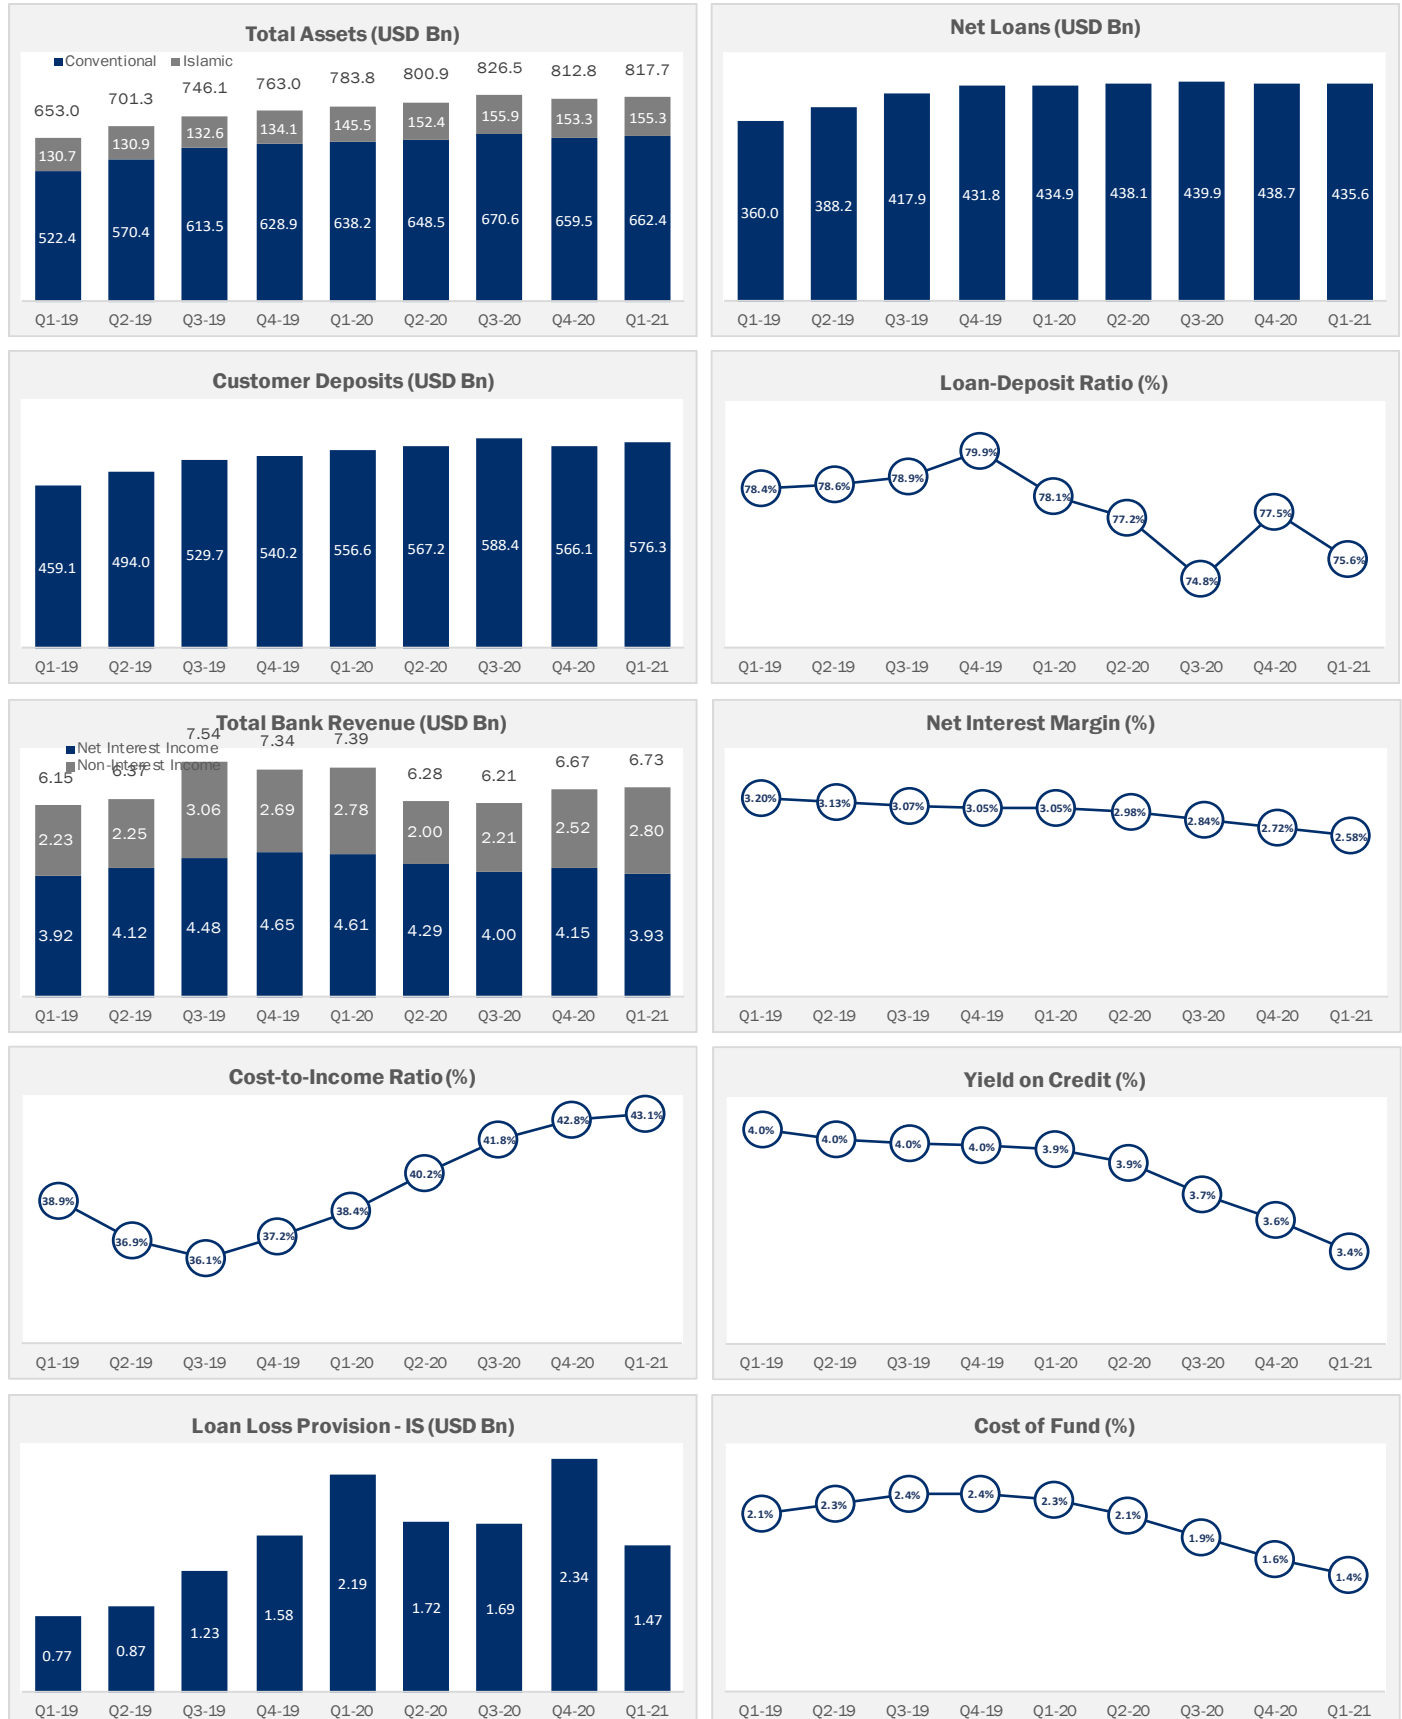 Total Assets (USD Bn)
Conventional Islamic
653.0 701.3 746.1 763.0 783.8 800.9 826.5 812.8 817.7
130.7 130.9 132.6 134.1 145.5 152.4 155.9 153.3 155.3
522.4 570.4 613.5 628.9 638.2 648.5 670.6 659.5 662.4
Q1-19 Q2-19 Q3-19 Q4-19 Q1-20 Q2-20 Q3-20 Q4-20 Q1-21
Net Loans (USD Bn)
360.0 388.2 417.9 431.8 434.9 438.1 439.9 438.7 435.6
Q1-19 Q2-19 Q3-19 Q4-19 Q1-20 Q2-20 Q3-20 Q4-20 Q1-21
Customer Deposits (USD Bn)
459.1 494.0 529.7 540.2 556.6 567.2 588.4 566.1 576.3
Q1-19 Q2-19 Q3-19 Q4-19 Q1-20 Q2-20 Q3-20 Q4-20 Q1-21
Loan-Deposit Ratio (%)
78.4% 78.6% 78.9% 79.9% 78.1% 77.2% 74.8% 77.5% 75.6%
Q1-19 Q2-19 Q3-19 Q4-19 Q1-20 Q2-20 Q3-20 Q4-20 Q1-21
Total Bank Revenue (USD Bn)
Net Interest Income
Non-Interest Income
6.15 6.37 7.54 7.34 7.39 6.28 6.21 6.67 6.73
2.23 2.25 3.06 2.69 2.78 2.00 2.21 2.52 2.80
3.92 4.12 4.48 4.65 4.61 4.29 4.00 4.15 3.93
Q1-19 Q2-19 Q3-19 Q4-19 Q1-20 Q2-20 Q3-20 Q4-20 Q1-21
Net Interest Margin (%)
3.20% 3.13% 3.07% 3.05% 3.05% 2.98% 2.84% 2.72% 2.58%
Q1-19 Q2-19 Q3-19 Q4-19 Q1-20 Q2-20 Q3-20 Q4-20 Q1-21
Cost-to-Income Ratio (%)
38.9% 36.9% 36.1% 37.2% 38.4% 40.2% 41.8% 42.8% 43.1%
Q1-19 Q2-19 Q3-19 Q4-19 Q1-20 Q2-20 Q3-20 Q4-20 Q1-21
Yield on Credit (%)
4.0% 4.0% 4.0% 4.0% 3.9% 3.9% 3.7% 3.6% 3.4%
Q1-19 Q2-19 Q3-19 Q4-19 Q1-20 Q2-20 Q3-20 Q4-20 Q1-21
Loan Loss Provision - IS (USD Bn)
0.77 0.87 1.23 1.58 2.19 1.72 1.69 2.34 1.47
Q1-19 Q2-19 Q3-19 Q4-19 Q1-20 Q2-20 Q3-20 Q4-20 Q1-21
Cost of Fund (%)
2.1% 2.3% 2.4% 2.4% 2.3% 2.1% 1.9% 1.6% 1.4%
Q1-19 Q2-19 Q3-19 Q4-19 Q1-20 Q2-20 Q3-20 Q4-20 Q1-21